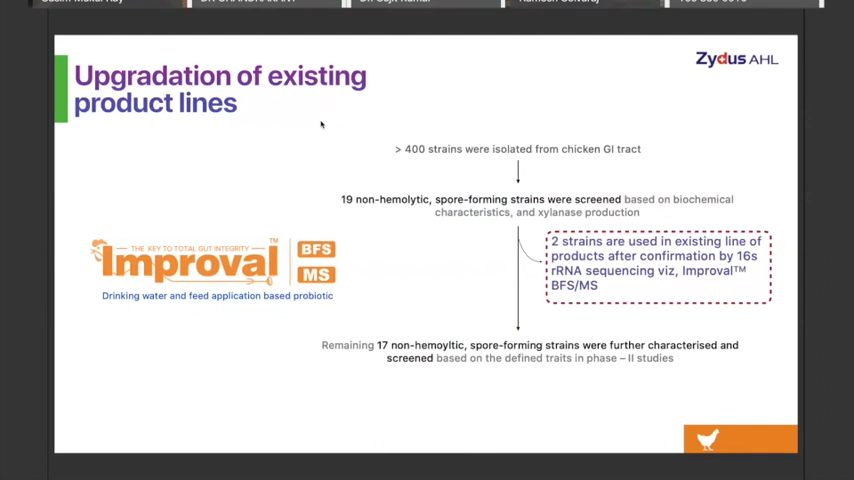 Upgradation of existing
product lines
Zydus AHL
> 400 strains were isolated from chicken GI tract
19 non-hemolytic, spore-forming strains were screened based on biochemical
characteristics, and xylanase production
2 strains are used in existing line of
products after confirmation by 16s
rRNA sequencing viz, Improval™
BFS/MS
THE KEY TO TOTAL GUT INTEGRITY
Improval™
BFS
MS
Drinking water and feed application based probiotic
Remaining 17 non-hemoyltic, spore-forming strains were further characterised and
screened based on the defined traits in phase – II studies